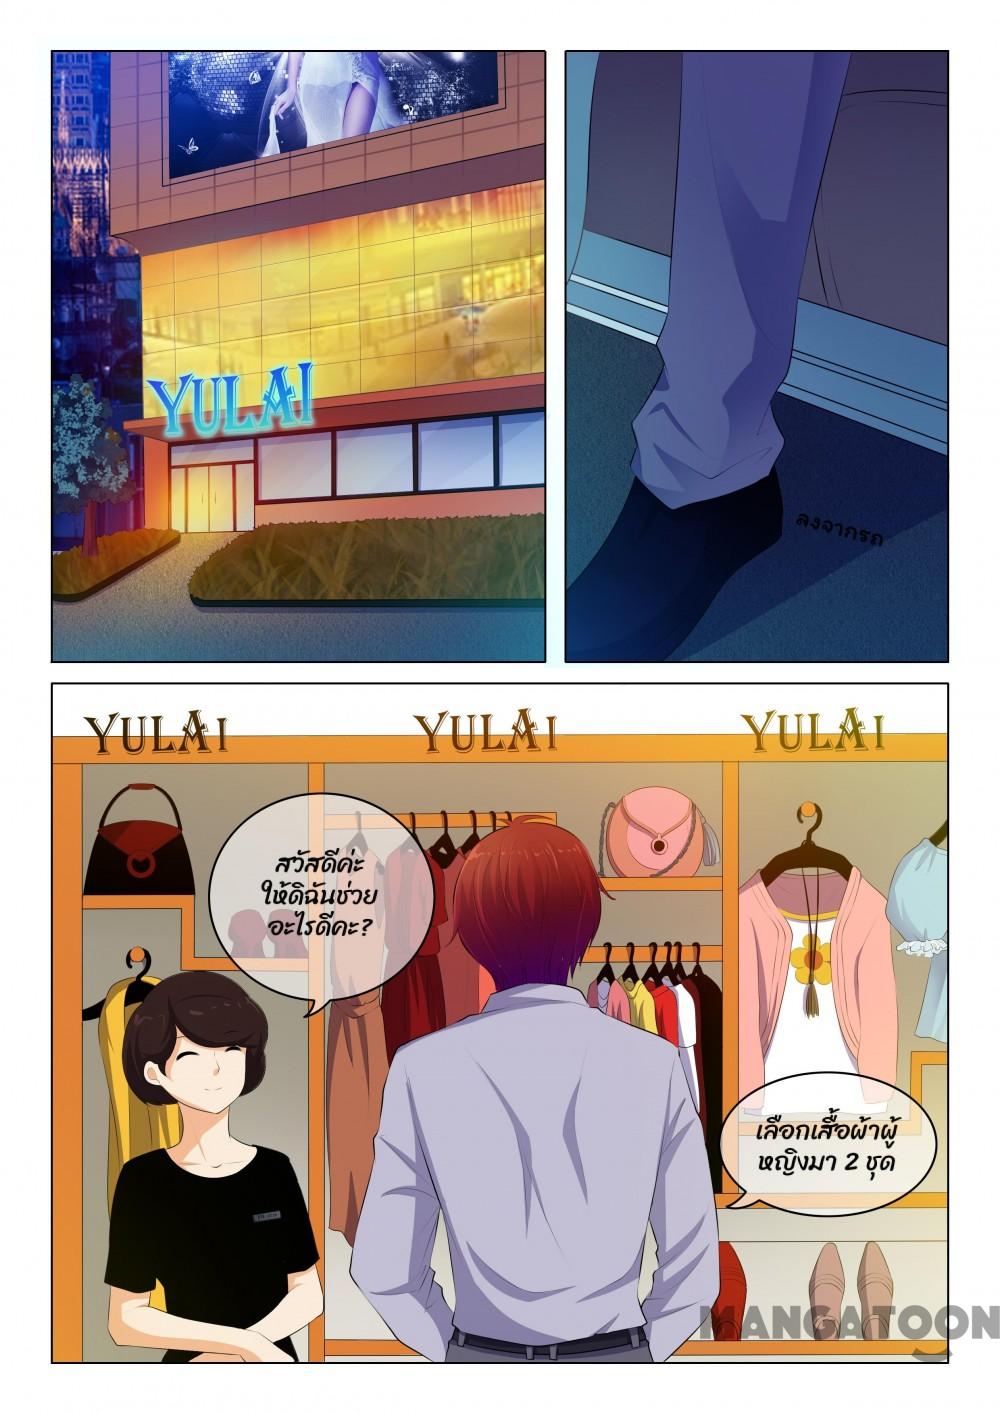 YULAI
ลงจากรถ
YULAI
YULAI
YULAI
สวัสดีค่ะ
ให้ดิฉันช่วย
อะไรดีคะ?
เลือกเสื้อผ้าผู้
หญิงมา 2 ชุด
MANGATOON